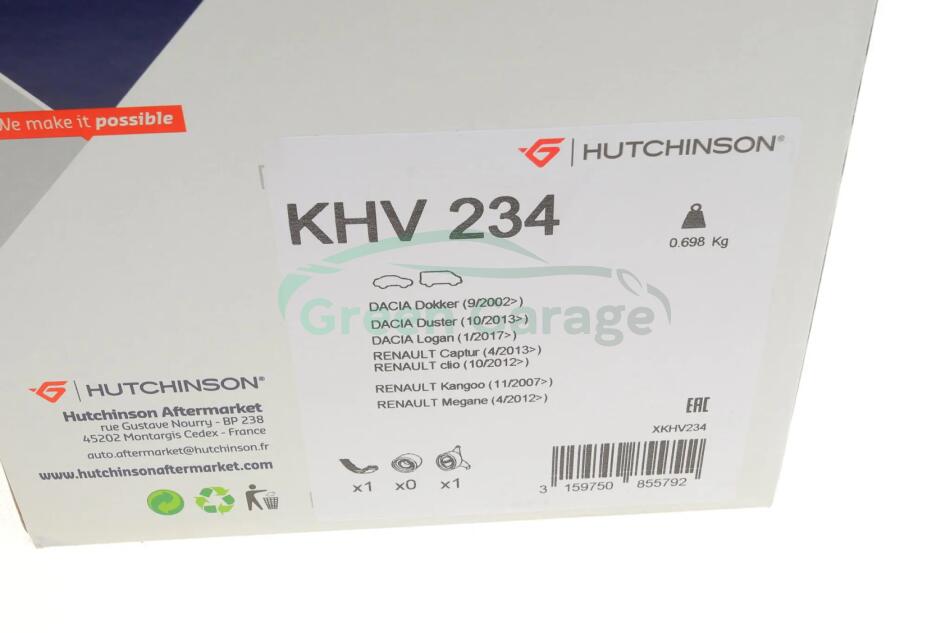 We make it possible
HUTCHINSON®
KHV 234
0.698 Kg
DACIA Dokker (9/2002>)
DACIA Duster (10/2013>)
DACIA Logan (1/2017>)
RENAULT Captur (4/2013>)
RENAULT clio (10/2012>)
RENAULT Kangoo (11/2007>)
RENAULT Megane (4/2012>)
Green Garage
HUTCHINSON®
Hutchinson Aftermarket
rue Gustave Nourry - BP 238
45202 Montargis Cedex - France
auto.aftermarket@hutchinson.fr
www.hutchinsonaftermarket.com
x1 x0 x1
EAC
XKHV234
3 159750 855792